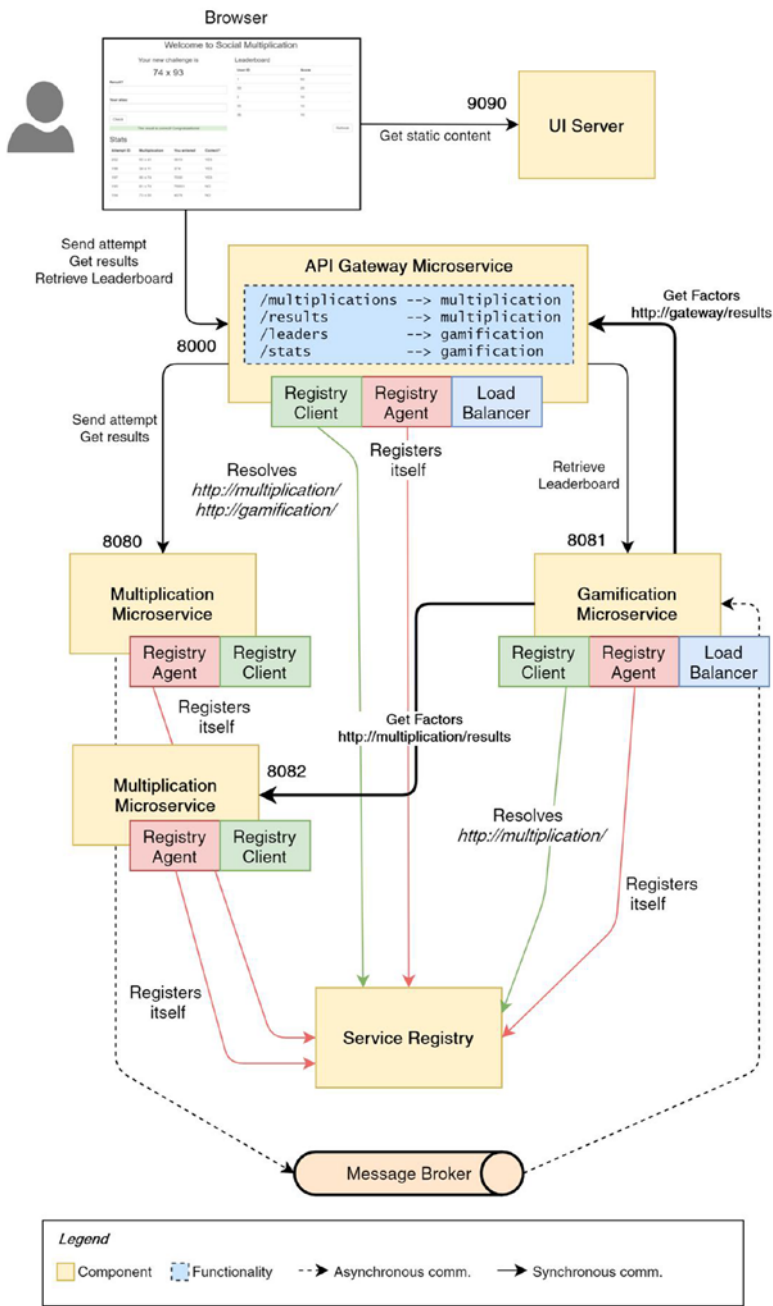 Browser
Welcome to Social Multiplication
Your new challenge is
74 x 93
Leaderboard
Stats
9090
Get static content
UI Server
Send attempt
Get results
Retrieve Leaderboard
API Gateway Microservice
/multiplications --> multiplication
/results --> multiplication
/leaders --> gamification
/stats --> gamification
Get Factors
http://gateway/results
8000
Registry
Client
Registry
Agent
Load
Balancer
Send attempt
Get results
Resolves
http://multiplication/
http://gamification/
Registers
itself
Retrieve
Leaderboard
8080
8081
Multiplication
Microservice
Gamification
Microservice
Registry
Agent
Registry
Client
Registry
Client
Registry
Agent
Load
Balancer
Registers
itself
Get Factors
http://multiplication/results
8082
Multiplication
Microservice
Registry
Agent
Registry
Client
Resolves
http://multiplication/
Registers
itself
Registers
itself
Service Registry
Message Broker
Legend
Component
Functionality
Asynchronous comm.
Synchronous comm.